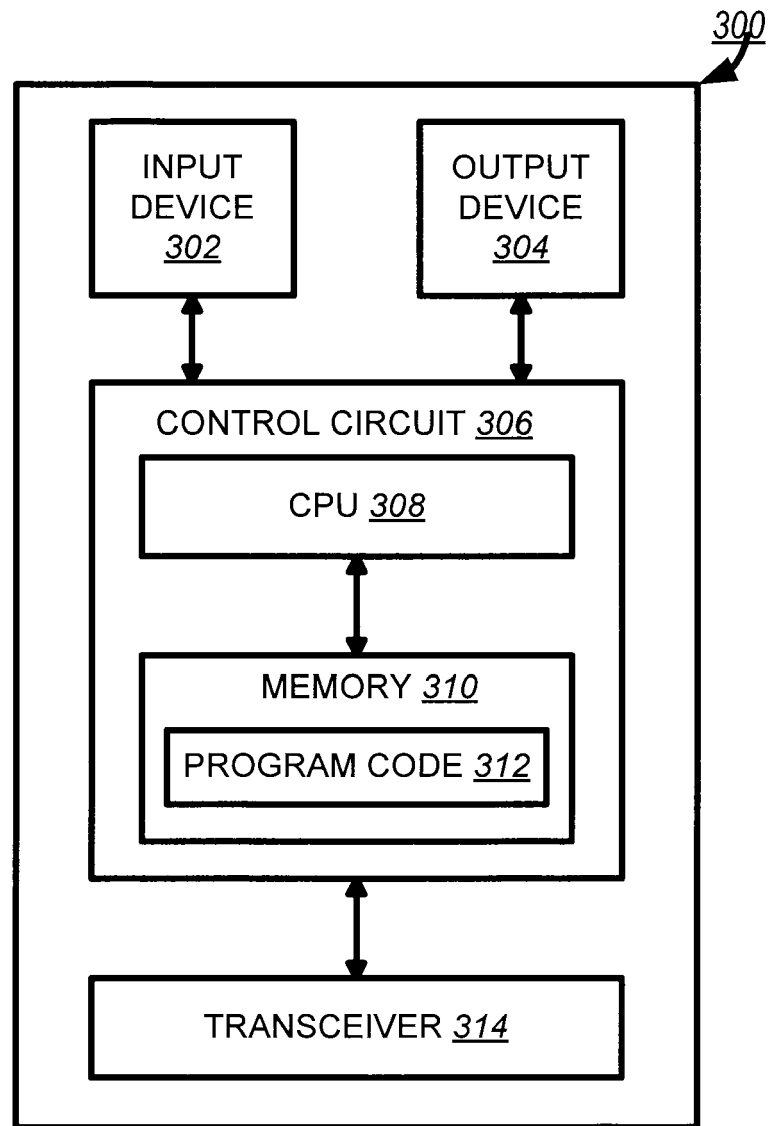 300
INPUT
DEVICE
302
OUTPUT
DEVICE
304
CONTROL CIRCUIT 306
CPU 308
MEMORY 310
PROGRAM CODE 312
TRANSCEIVER 314